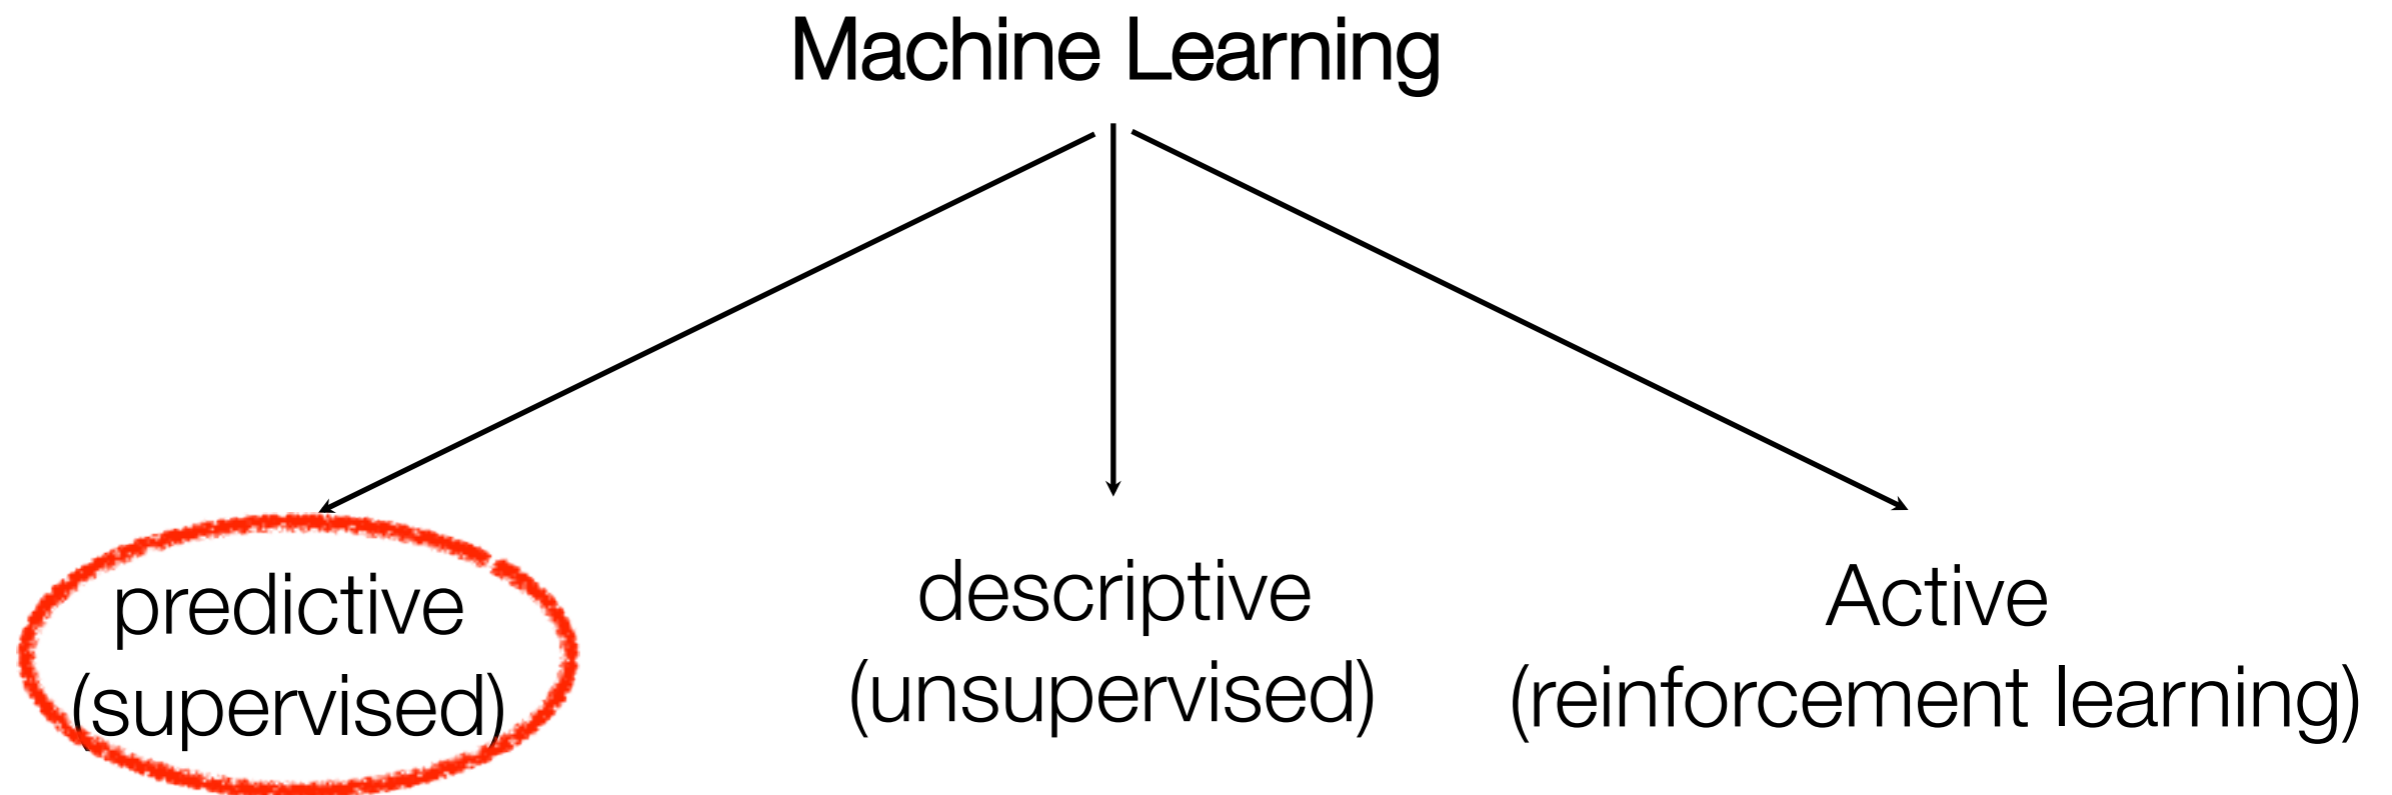 Machine Learning
predictive
(supervised)
descriptive
(unsupervised)
Active
(reinforcement learning)